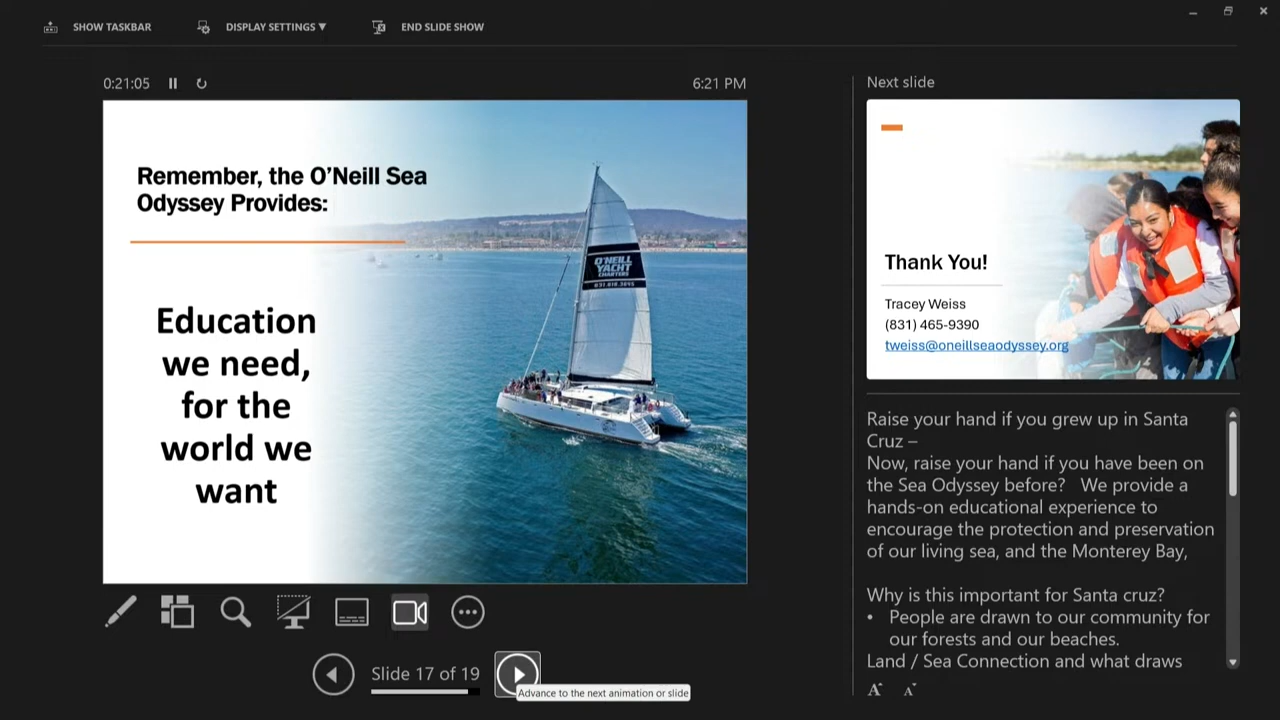 SHOW TASKBAR
DISPLAY SETTINGS ▼
END SLIDE SHOW
0:21:05
6:21 PM
Remember, the O’Neill Sea
Odyssey Provides:
Education
we need,
for the
world we
want
O'NEILL
YACHT
CHARTERS
Next slide
Thank You!
Tracey Weiss
(831) 465-9390
tweiss@oneillseaodyssey.org
Raise your hand if you grew up in Santa
Cruz –
Now, raise your hand if you have been on
the Sea Odyssey before?   We provide a
hands-on educational experience to
encourage the protection and preservation
of our living sea, and the Monterey Bay,
Why is this important for Santa cruz?
• People are drawn to our community for
our forests and our beaches.
Land / Sea Connection and what draws
Slide 17 of 19
Advance to the next animation or slide